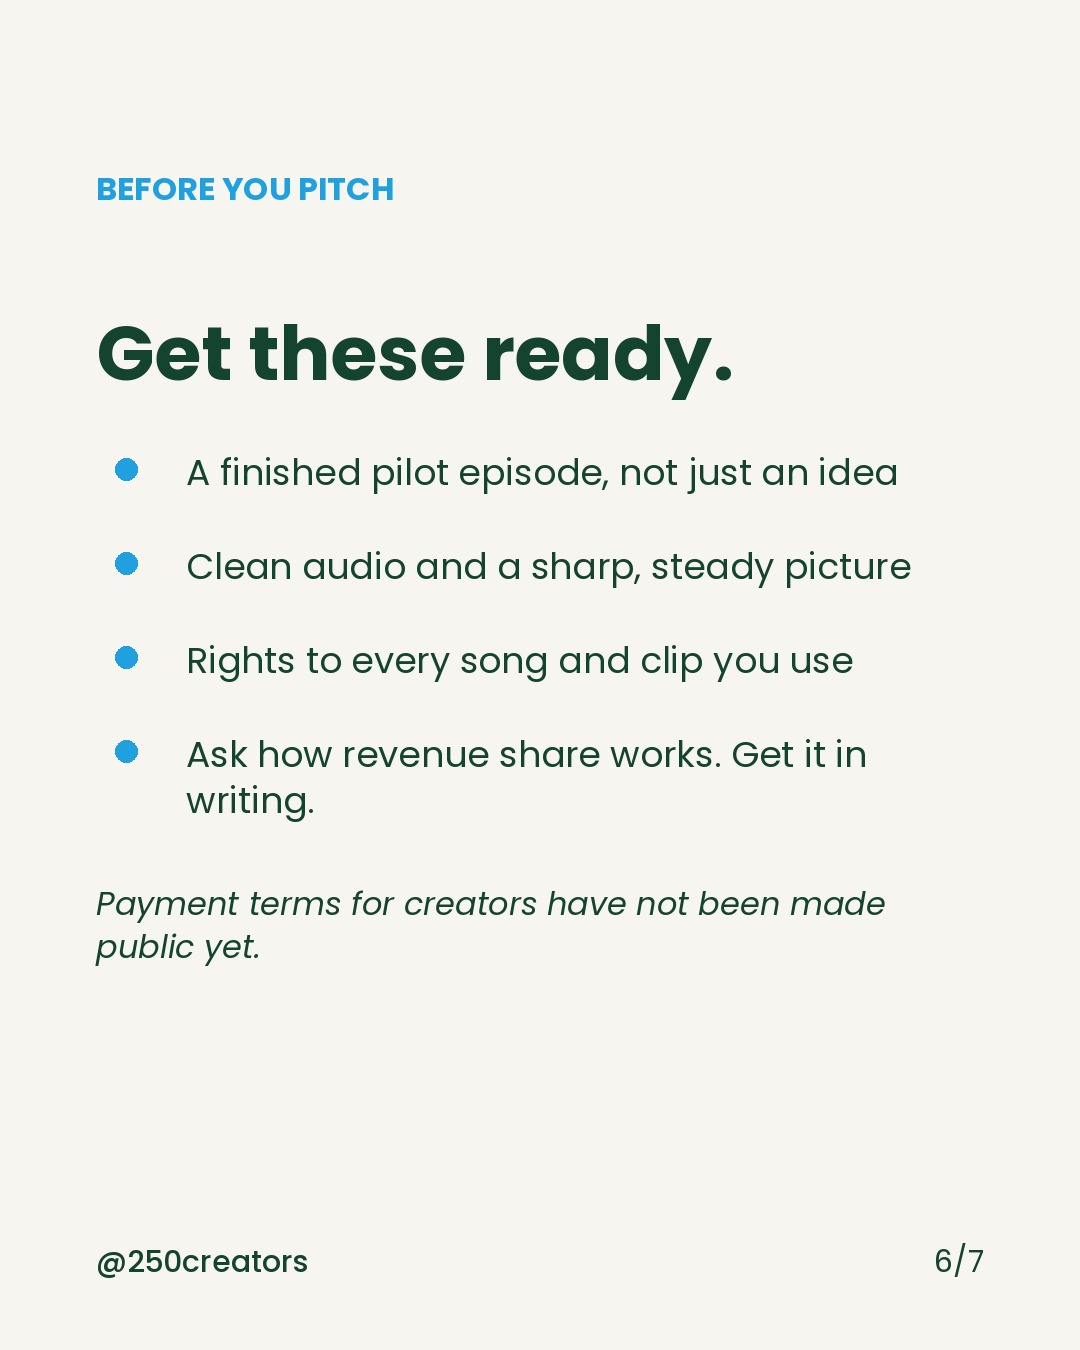 BEFORE YOU PITCH
Get these ready.
A finished pilot episode, not just an idea
Clean audio and a sharp, steady picture
Rights to every song and clip you use
Ask how revenue share works. Get it in
writing.
Payment terms for creators have not been made
public yet.
@250creators
6/7